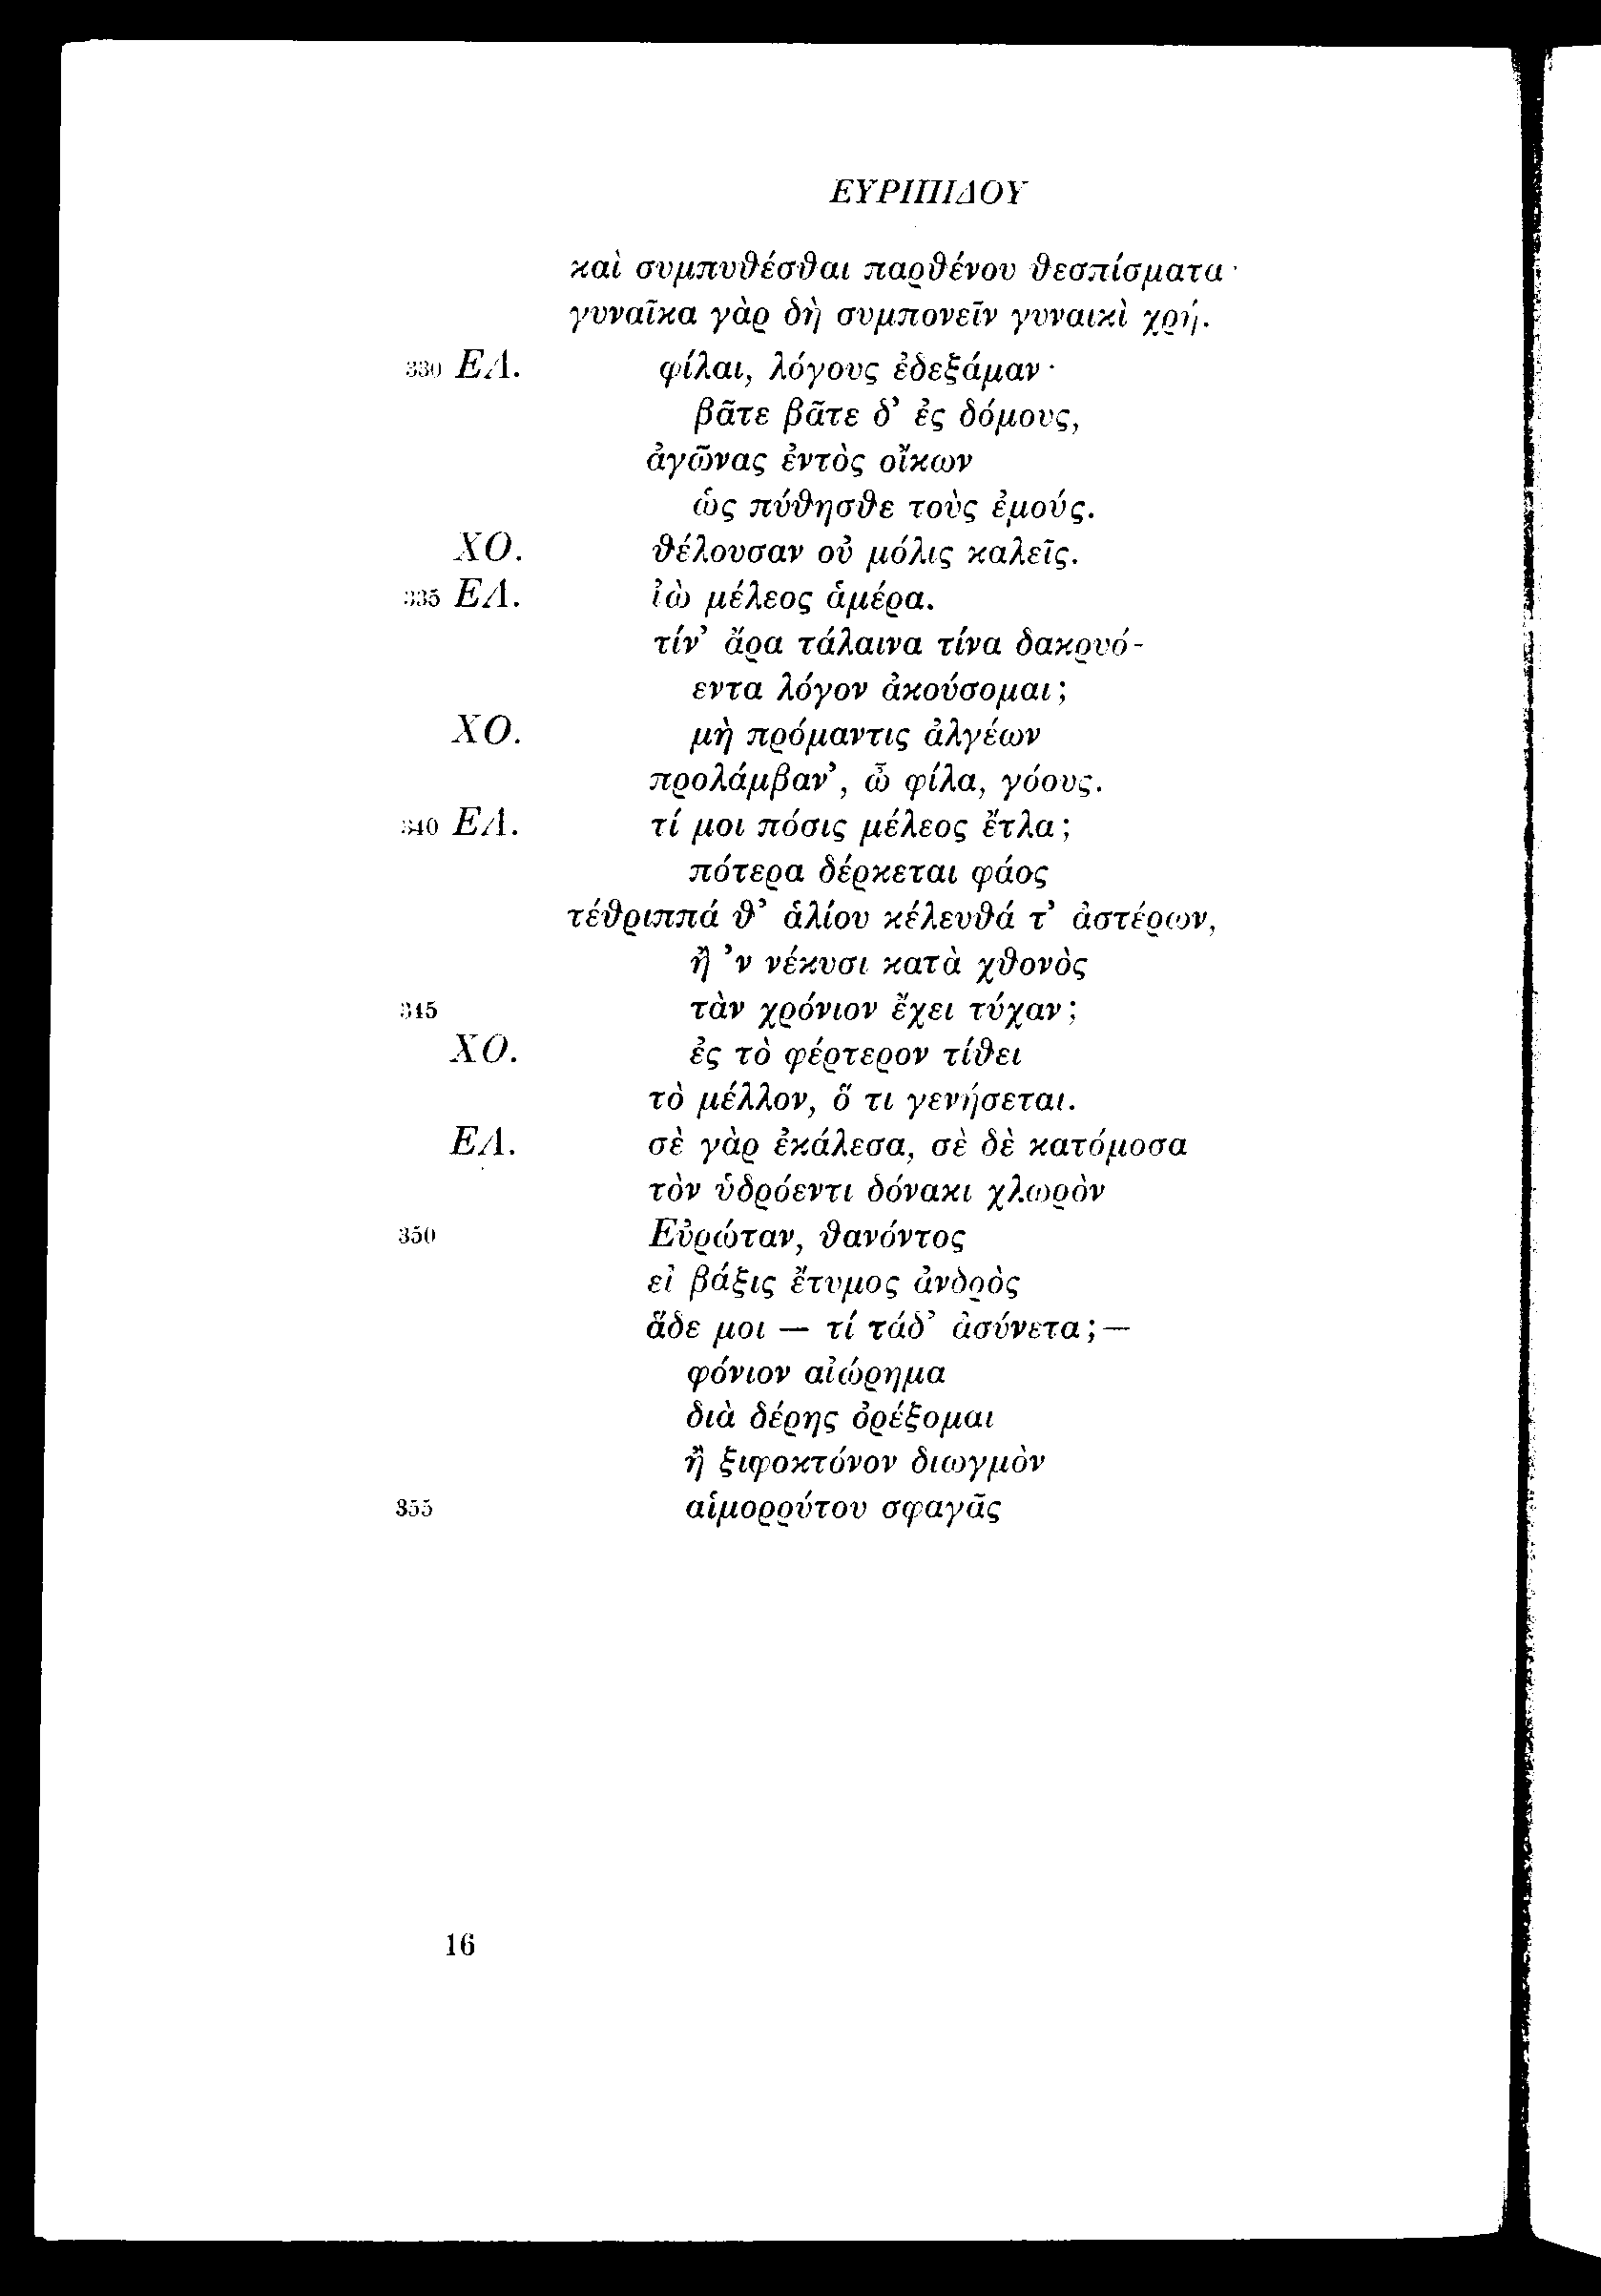 ΕΥΡΙΠΙΔΟΥ
καὶ συμπυθέσθαι παρθένου θεσπίσματα·
γυναῖκα γὰρ δὴ συμπονεῖν γυναικὶ χρή.
330 ΕΛ. φίλαι, λόγους ἐδεξάμαν·
βᾶτε βᾶτε δ’ ἐς δόμους,
ἀγῶνας ἐντὸς οἴκων
ὡς πύθησθε τοὺς ἐμούς.
ΧΟ. θέλουσαν οὐ μόλις καλεῖς.
335 ΕΛ. ἰὼ μέλεος ἁμέρα.
τίν’ ἄρα τάλαινα τίνα δακρυό-
εντα λόγον ἀκούσομαι;
ΧΟ. μὴ πρόμαντις ἀλγέων
προλάμβαν’, ὦ φίλα, γόους.
340 ΕΛ. τί μοι πόσις μέλεος ἔτλα;
πότερα δέρκεται φάος
τέθριππά θ’ ἁλίου κέλευθά τ’ ἀστέρων,
ἢ ’ν νέκυσι κατὰ χθονὸς
345 τὰν χρόνιον ἔχει τύχαν;
ΧΟ. ἐς τὸ φέρτερον τίθει
τὸ μέλλον, ὅ τι γενήσεται.
ΕΛ. σὲ γὰρ ἐκάλεσα, σὲ δὲ κατόμοσα
τὸν ὑδρόεντι δόνακι χλωρὸν
350 Εὐρώταν, θανόντος
εἰ βάξις ἔτυμος ἀνδρὸς
ἅδε μοι — τί τάδ’ ἀσύνετα; —
φόνιον αἰώρημα
διὰ δέρης ὀρέξομαι
ἢ ξιφοκτόνον διωγμὸν
355 αἱμορρύτου σφαγᾶς
16